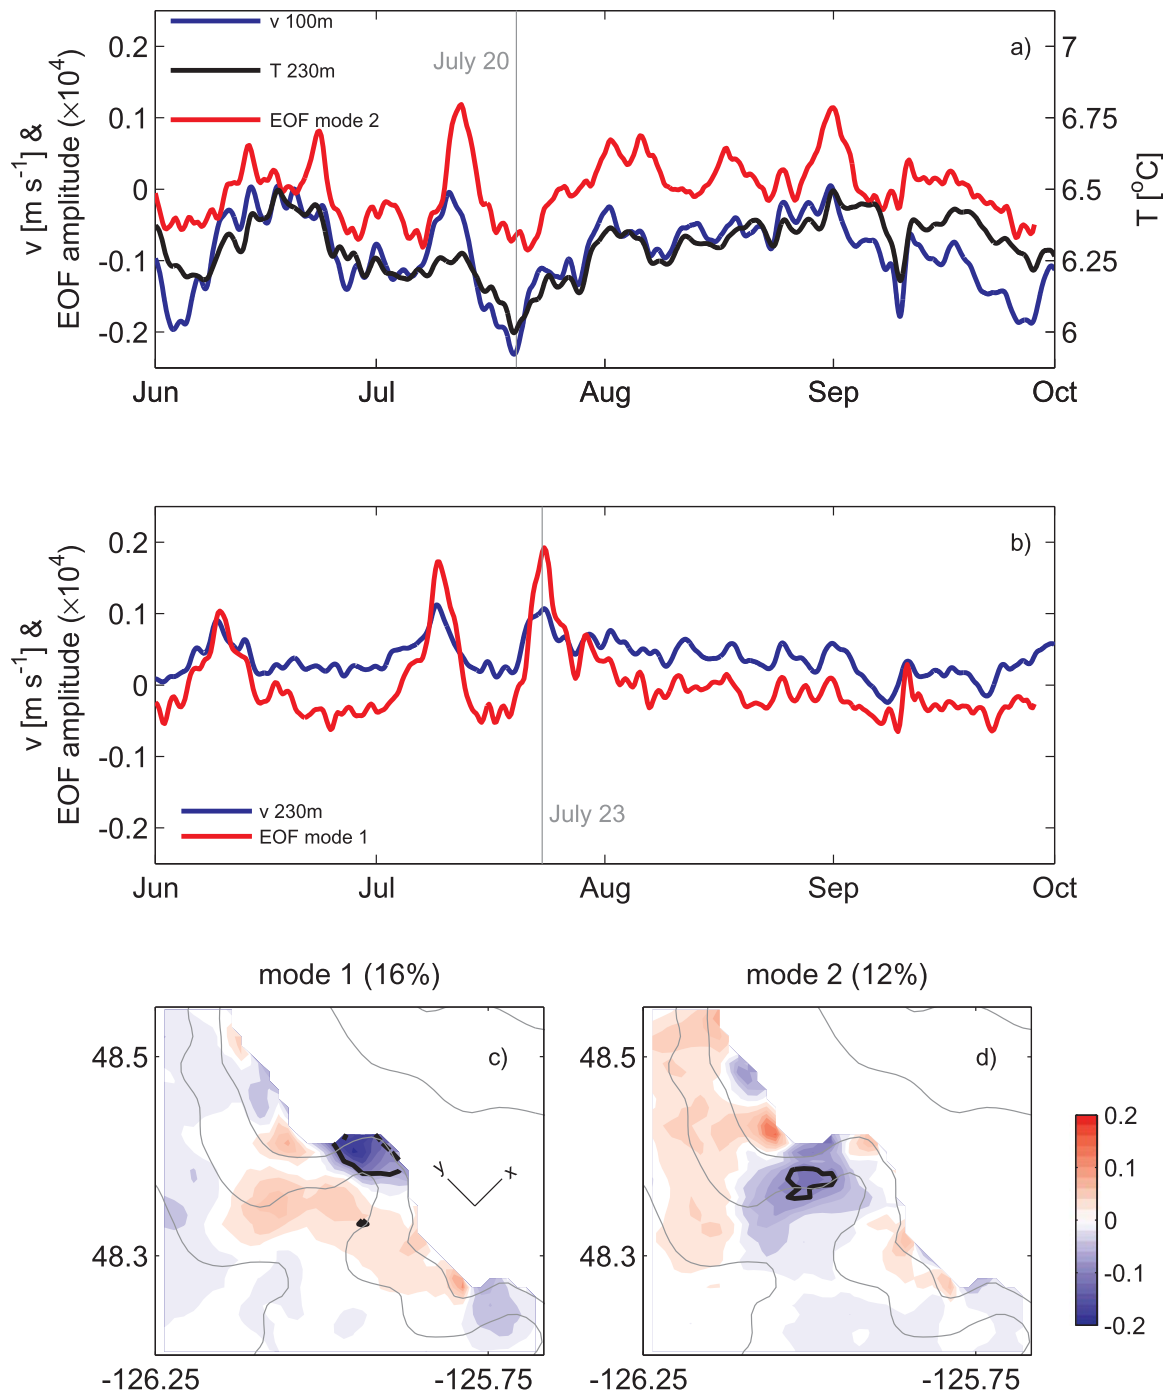 v 100m
T 230m
EOF mode 2
July 20
a)
0.2
0.1
0
-0.1
-0.2
v [m s⁻¹] &
EOF amplitude (×10⁴)
7
6.75
6.5
6.25
6
T [°C]
Jun Jul Aug Sep Oct
b)
0.2
0.1
0
-0.1
-0.2
v [m s⁻¹] &
EOF amplitude (×10⁴)
v 230m
EOF mode 1
July 23
Jun Jul Aug Sep Oct
mode 1 (16%)
48.5
48.3
c)
y x
-126.25 -125.75
mode 2 (12%)
48.5
48.3
d)
-126.25 -125.75
0.2
0.1
0
-0.1
-0.2